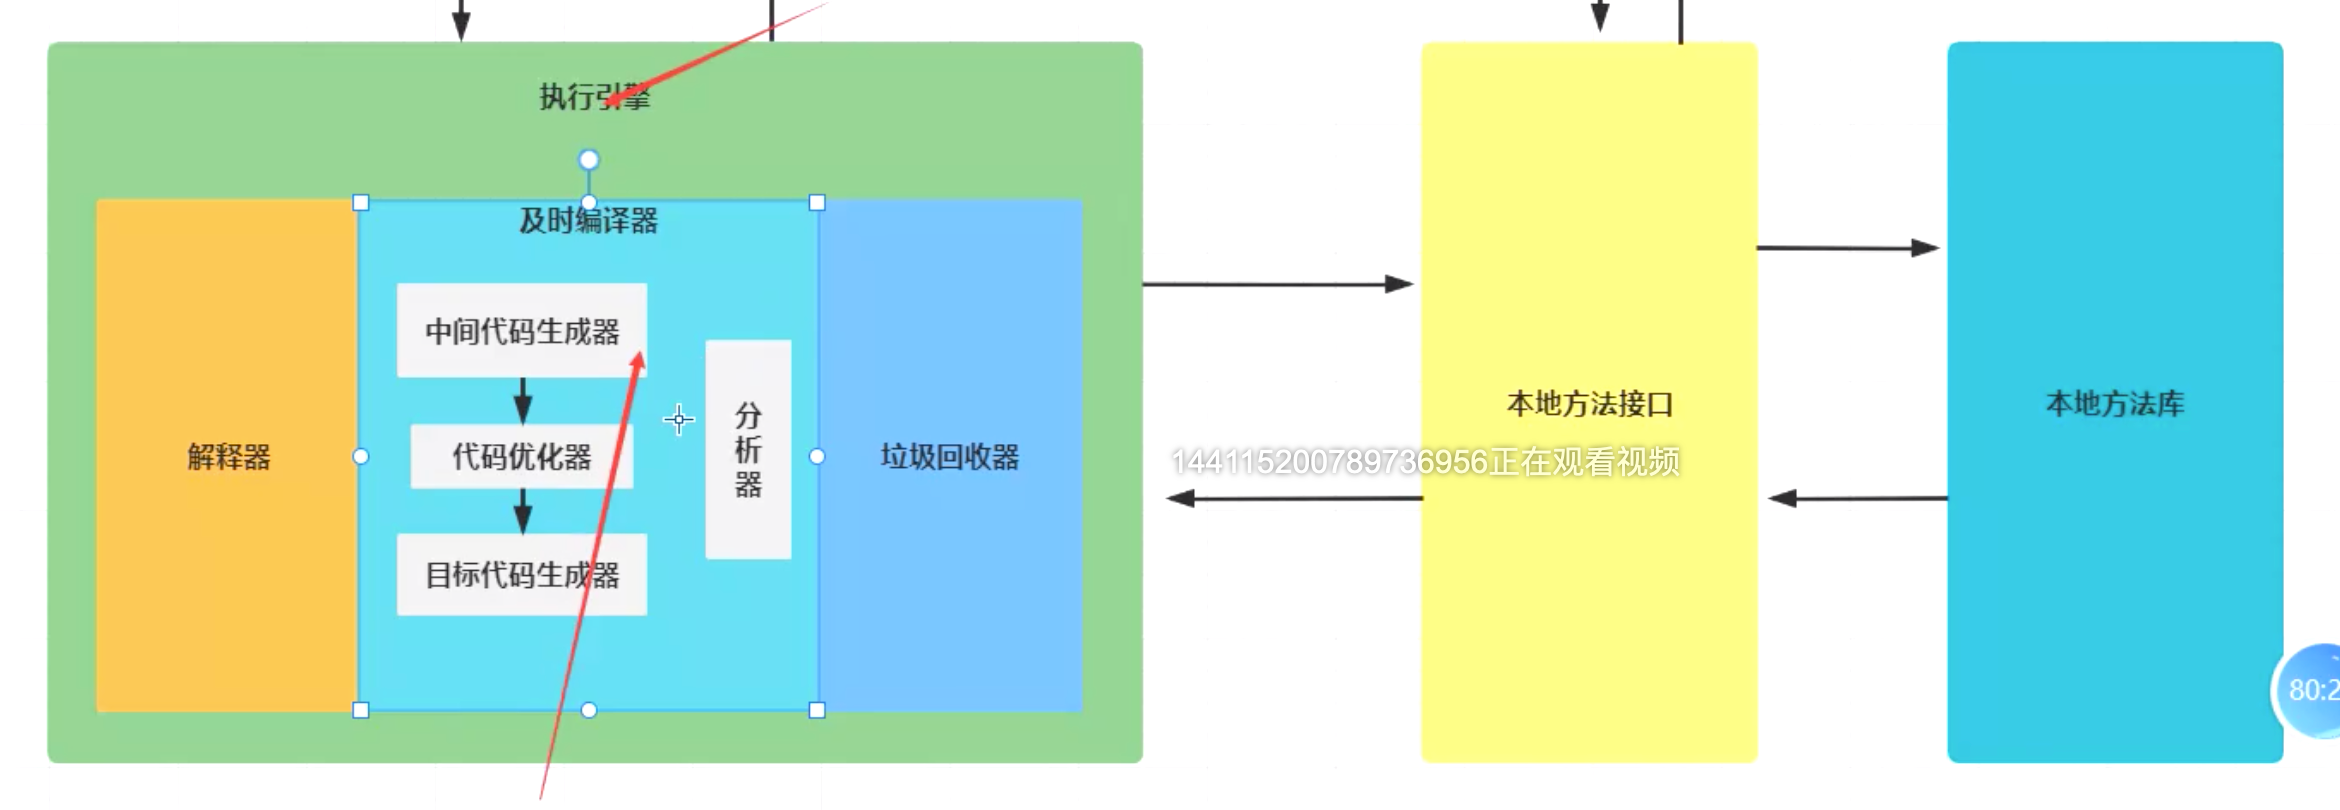 执行引擎
及时编译器
中间代码生成器
代码优化器
目标代码生成器
分析器
解释器
垃圾回收器
本地方法接口
本地方法库
144115200789736956正在观看视频
80:2